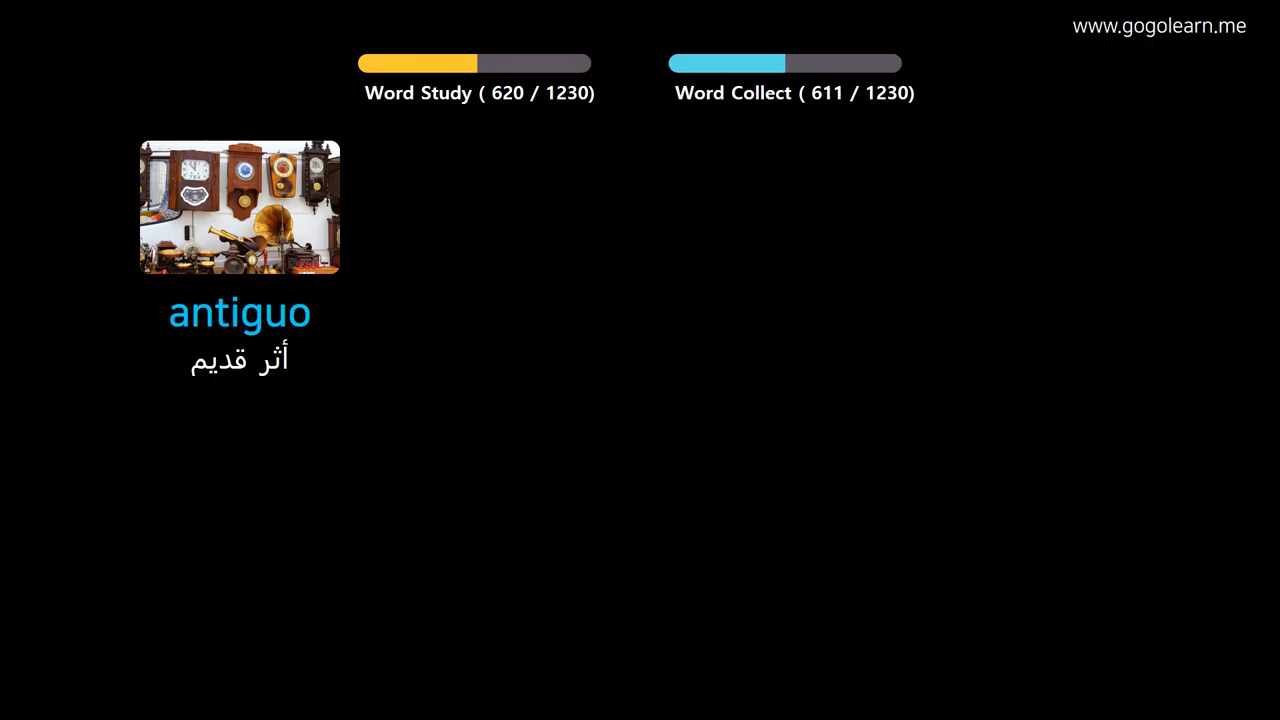 www.gogolearn.me
Word Study ( 620 / 1230)
Word Collect ( 611 / 1230)
antiguo
أثر قديم